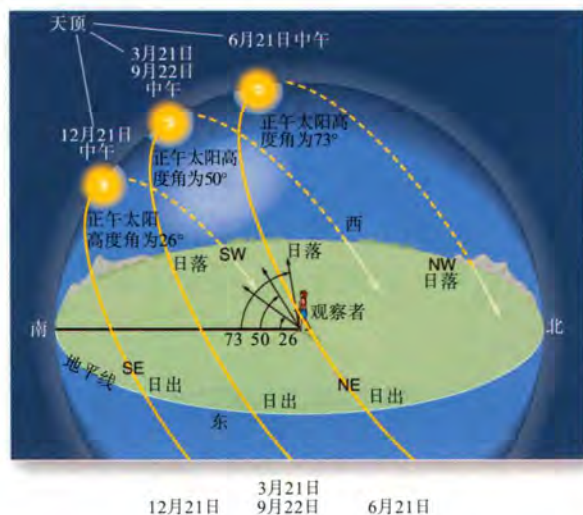 天顶
6月21日中午
3月21日
9月22日
中午
12月21日
中午
正午太阳高
度角为73°
正午太阳高
度角为50°
正午太阳
高度角为26°
西
SW
日落
日落
NW
日落
观察者
南
北
73 50 26
地平线
SE
日出
NE
日出
日出
东
3月21日
12月21日 9月22日 6月21日